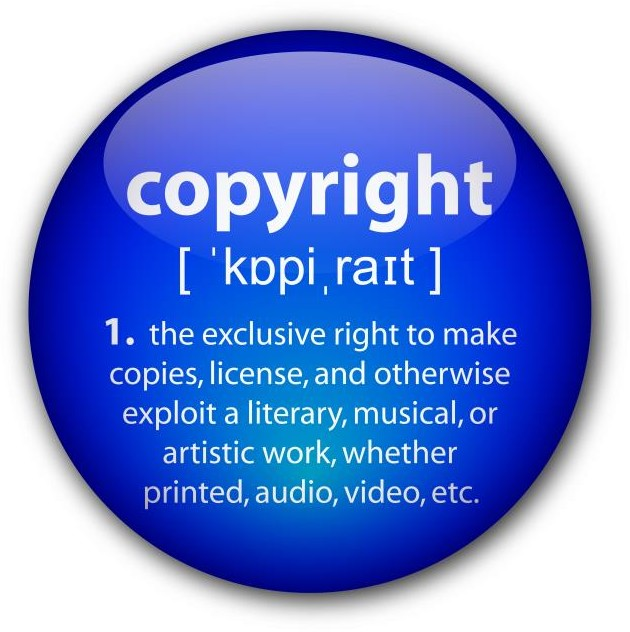 copyright
[ ˈkɒpiˌraɪt ]
1. the exclusive right to make
copies, license, and otherwise
exploit a literary, musical, or
artistic work, whether
printed, audio, video, etc.